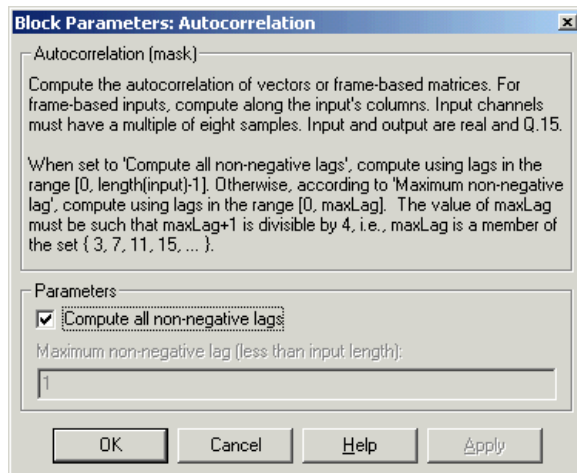 Block Parameters: Autocorrelation
Autocorrelation (mask)
Compute the autocorrelation of vectors or frame-based matrices. For
frame-based inputs, compute along the input's columns. Input channels
must have a multiple of eight samples. Input and output are real and Q.15.
When set to 'Compute all non-negative lags', compute using lags in the
range [0, length(input)-1]. Otherwise, according to 'Maximum non-negative
lag', compute using lags in the range [0, maxLag].  The value of maxLag
must be such that maxLag+1 is divisible by 4, i.e., maxLag is a member of
the set { 3, 7, 11, 15, ... }.
Parameters
Compute all non-negative lags
Maximum non-negative lag (less than input length):
1
OK
Cancel
Help
Apply